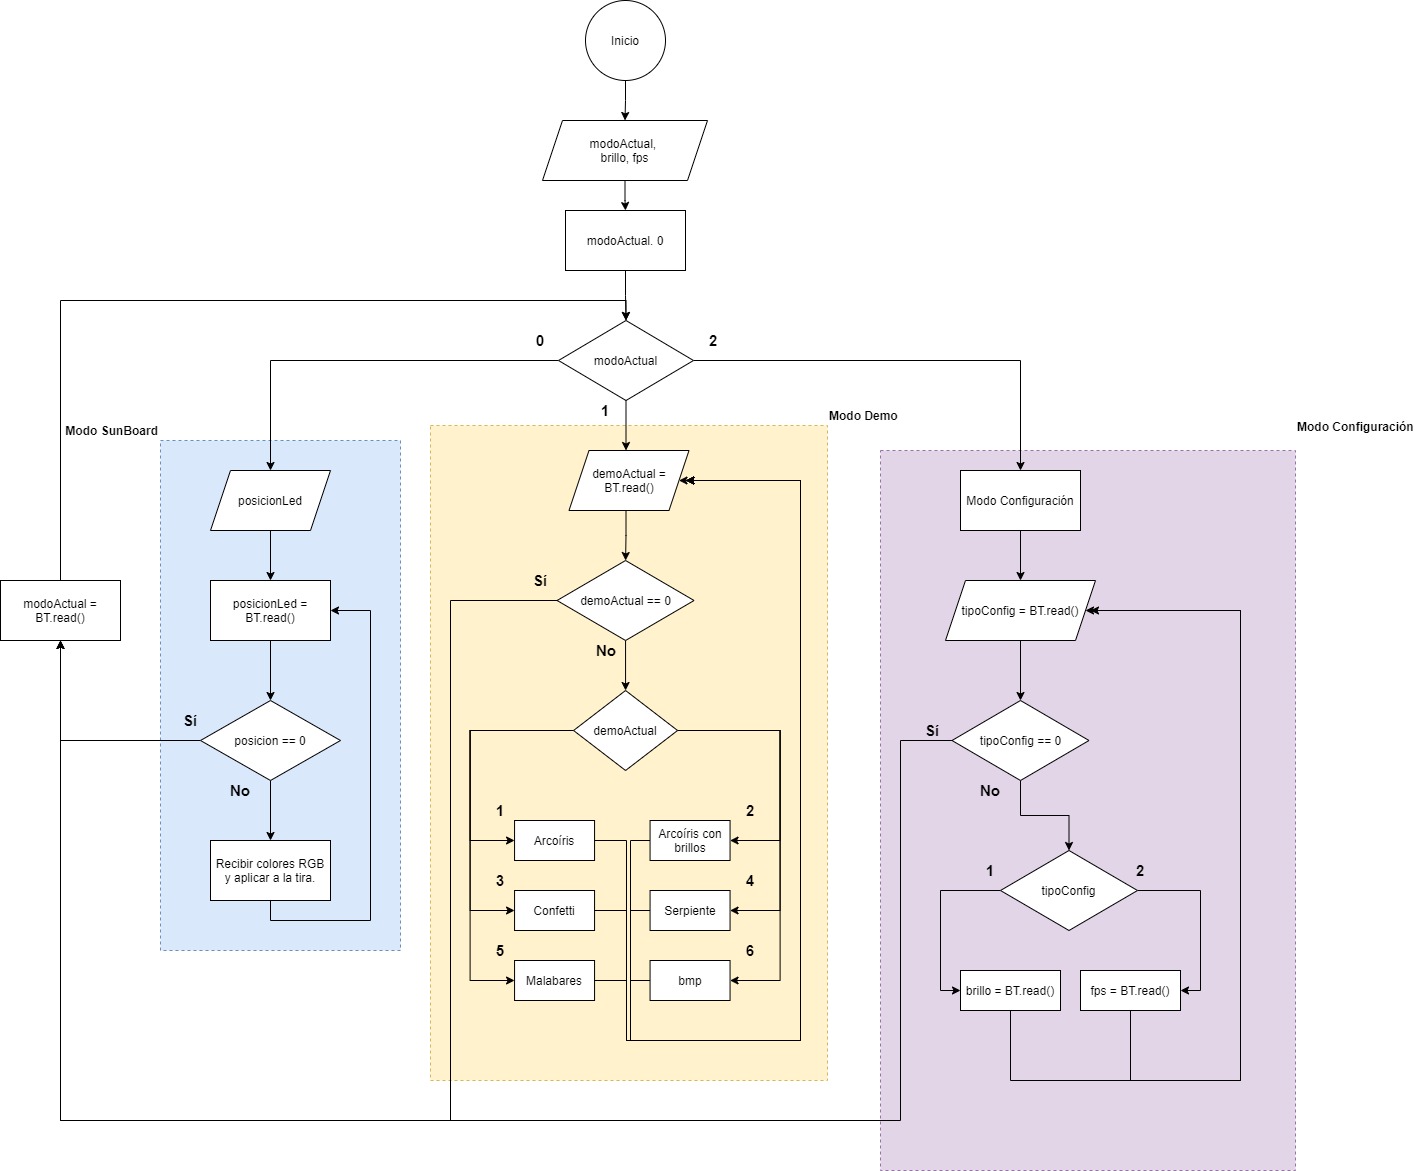 Inicio
modoActual,
brillo, fps
modoActual. 0
modoActual
0
2
1
Modo SunBoard
posicionLed
posicionLed =
BT.read()
modoActual =
BT.read()
Sí
posicion == 0
No
Recibir colores RGB
y aplicar a la tira.
Modo Demo
demoActual =
BT.read()
Sí
demoActual == 0
No
demoActual
1
2
Arcoíris
Arcoíris con
brillos
3
4
Confetti
Serpiente
5
6
Malabares
bmp
Modo Configuración
Modo Configuración
tipoConfig = BT.read()
Sí
tipoConfig == 0
No
1
2
tipoConfig
brillo = BT.read()
fps = BT.read()